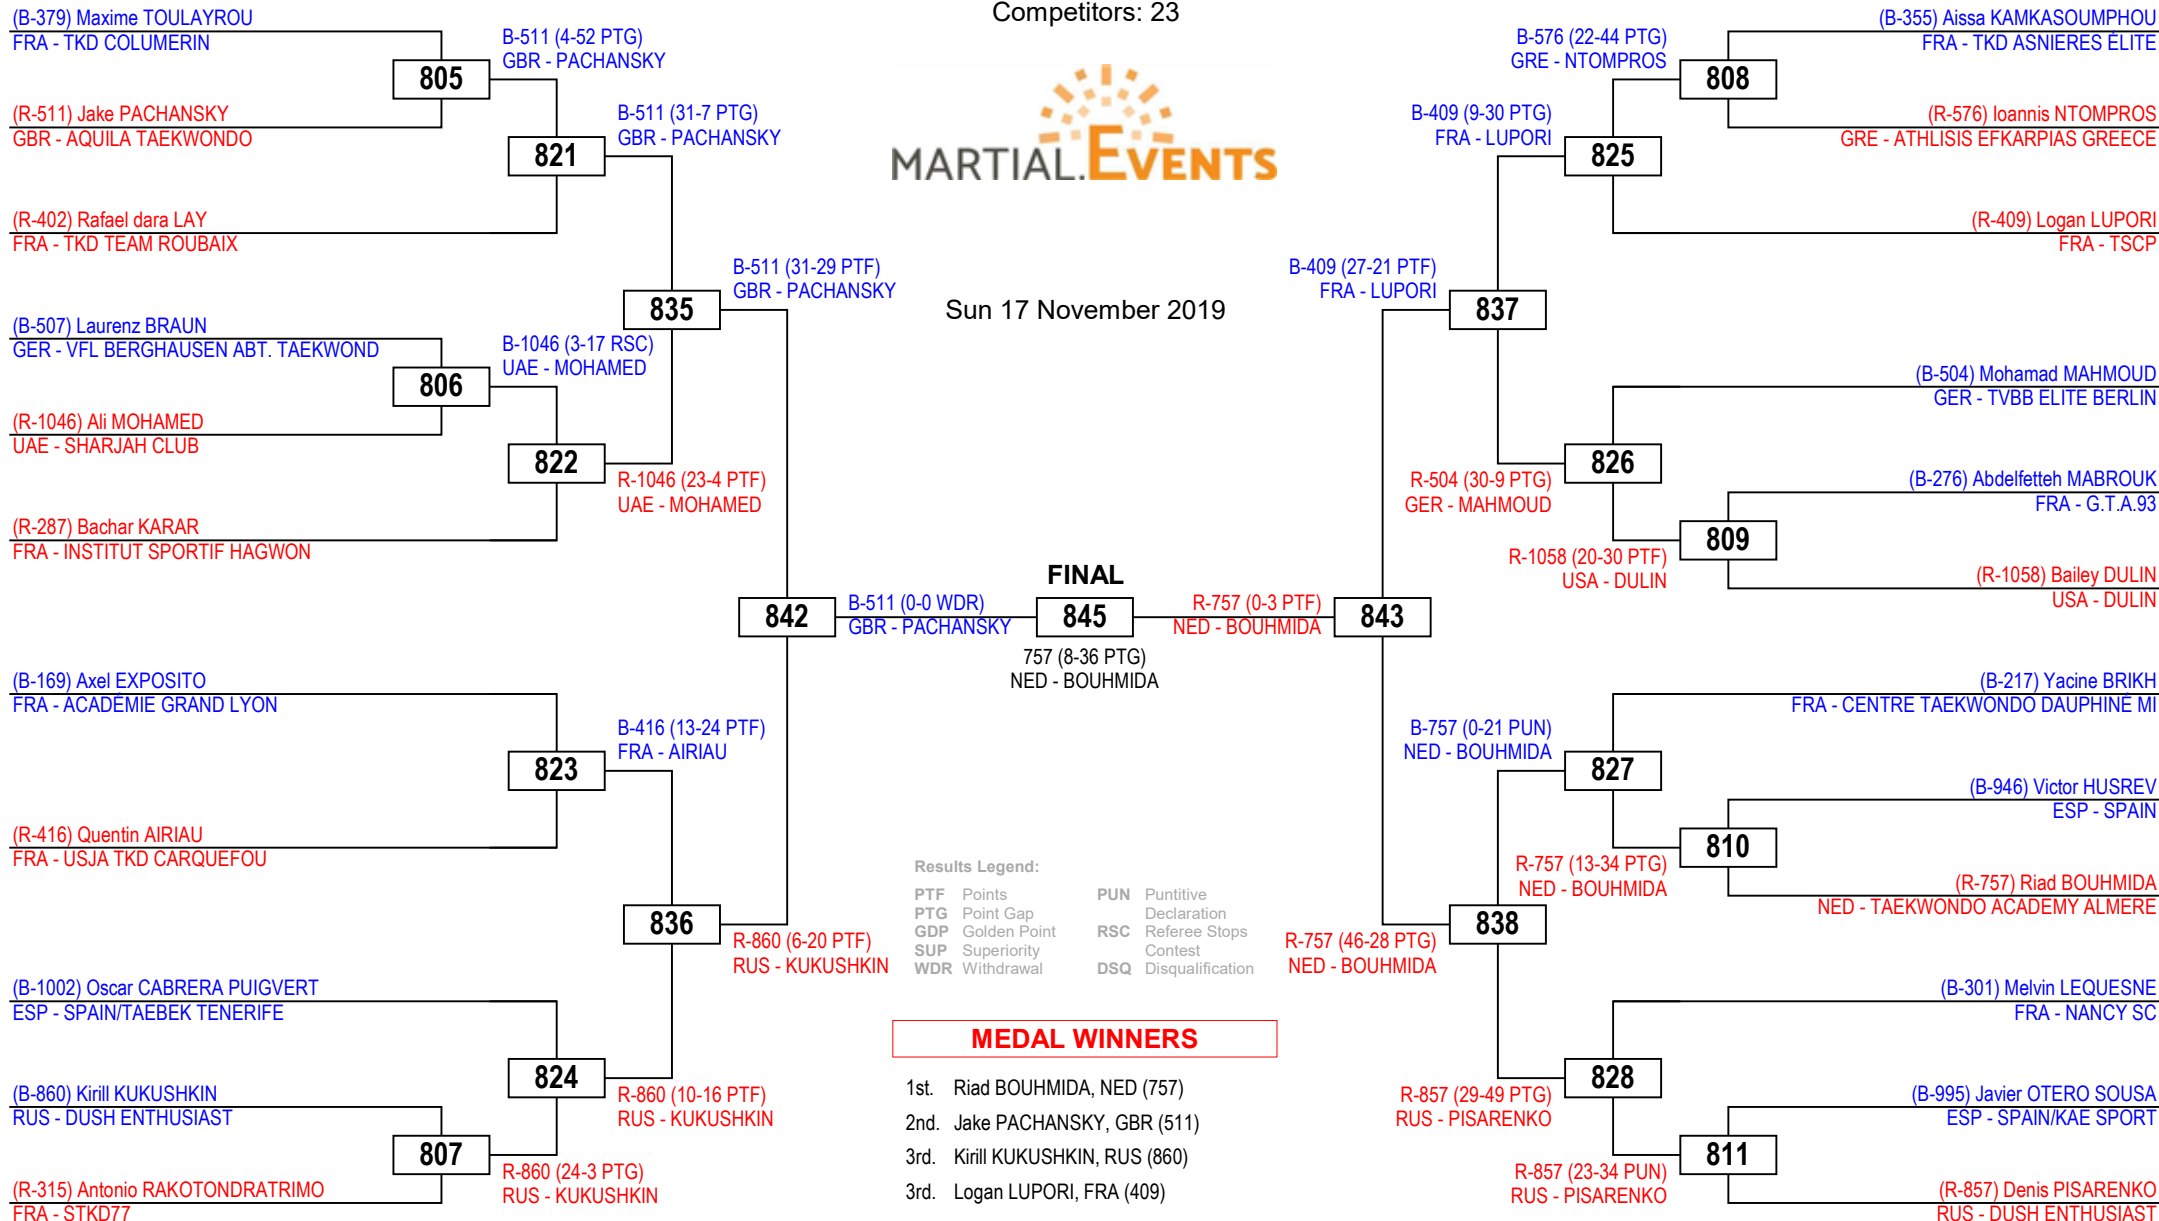 Competitors: 23
MARTIAL.EVENTS
Sun 17 November 2019
(B-379) Maxime TOULAYROU
FRA - TKD COLUMERIN
805
(R-511) Jake PACHANSKY
GBR - AQUILA TAEKWONDO
B-511 (4-52 PTG)
GBR - PACHANSKY
821
(R-402) Rafael dara LAY
FRA - TKD TEAM ROUBAIX
B-511 (31-7 PTG)
GBR - PACHANSKY
835
(B-507) Laurenz BRAUN
GER - VFL BERGHAUSEN ABT. TAEKWOND
806
(R-1046) Ali MOHAMED
UAE - SHARJAH CLUB
B-1046 (3-17 RSC)
UAE - MOHAMED
822
(R-287) Bachar KARAR
FRA - INSTITUT SPORTIF HAGWON
R-1046 (23-4 PTF)
UAE - MOHAMED
B-511 (31-29 PTF)
GBR - PACHANSKY
842
(B-169) Axel EXPOSITO
FRA - ACADÉMIE GRAND LYON
823
(R-416) Quentin AIRIAU
FRA - USJA TKD CARQUEFOU
B-416 (13-24 PTF)
FRA - AIRIAU
836
(B-1002) Oscar CABRERA PUIGVERT
ESP - SPAIN/TAEBEK TENERIFE
824
(B-860) Kirill KUKUSHKIN
RUS - DUSH ENTHUSIAST
807
(R-315) Antonio RAKOTONDRATRIMO
FRA - STKD77
R-860 (24-3 PTG)
RUS - KUKUSHKIN
R-860 (10-16 PTF)
RUS - KUKUSHKIN
R-860 (6-20 PTF)
RUS - KUKUSHKIN
B-511 (0-0 WDR)
GBR - PACHANSKY
FINAL
845
757 (8-36 PTG)
NED - BOUHMIDA
R-757 (0-3 PTF)
NED - BOUHMIDA
843
(B-355) Aissa KAMKASOUMPHOU
FRA - TKD ASNIERES ÉLITE
808
(R-576) Ioannis NTOMPROS
GRE - ATHLISIS EFKARPIAS GREECE
B-576 (22-44 PTG)
GRE - NTOMPROS
825
(R-409) Logan LUPORI
FRA - TSCP
B-409 (9-30 PTG)
FRA - LUPORI
837
B-409 (27-21 PTF)
FRA - LUPORI
(B-504) Mohamad MAHMOUD
GER - TVBB ELITE BERLIN
826
(B-276) Abdelfetteh MABROUK
FRA - G.T.A.93
809
(R-1058) Bailey DULIN
USA - DULIN
R-1058 (20-30 PTF)
USA - DULIN
R-504 (30-9 PTG)
GER - MAHMOUD
(B-217) Yacine BRIKH
FRA - CENTRE TAEKWONDO DAUPHINÉ MI
827
(B-946) Victor HUSREV
ESP - SPAIN
810
(R-757) Riad BOUHMIDA
NED - TAEKWONDO ACADEMY ALMERE
R-757 (13-34 PTG)
NED - BOUHMIDA
B-757 (0-21 PUN)
NED - BOUHMIDA
838
R-757 (46-28 PTG)
NED - BOUHMIDA
(B-301) Melvin LEQUESNE
FRA - NANCY SC
828
(B-995) Javier OTERO SOUSA
ESP - SPAIN/KAE SPORT
811
(R-857) Denis PISARENKO
RUS - DUSH ENTHUSIAST
R-857 (23-34 PUN)
RUS - PISARENKO
R-857 (29-49 PTG)
RUS - PISARENKO
Results Legend:
PTF Points
PTG Point Gap
GDP Golden Point
SUP Superiority
WDR Withdrawal
PUN Puntitive
Declaration
RSC Referee Stops
Contest
DSQ Disqualification
MEDAL WINNERS
1st. Riad BOUHMIDA, NED (757)
2nd. Jake PACHANSKY, GBR (511)
3rd. Kirill KUKUSHKIN, RUS (860)
3rd. Logan LUPORI, FRA (409)